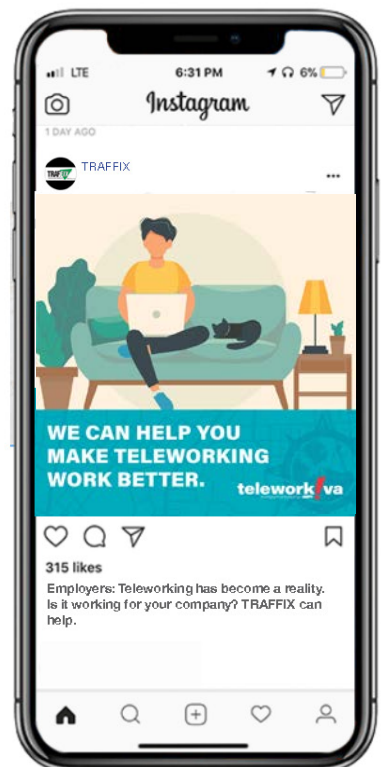 LTE 6:31 PM 6%
Instagram
1 DAY AGO
TRAFFIX
TRAFFIX
WE CAN HELP YOU
MAKE TELEWORKING
WORK BETTER.
telework!va
315 likes
Employers: Teleworking has become a reality.
Is it working for your company? TRAFFIX can
help.